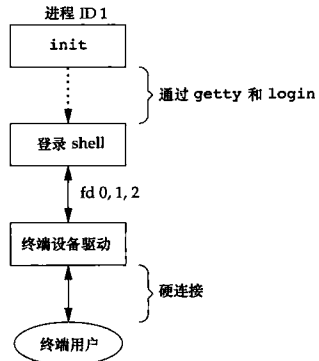 进程 ID 1
init
通过 getty 和 login
登录 shell
fd 0, 1, 2
终端设备驱动
硬连接
终端用户